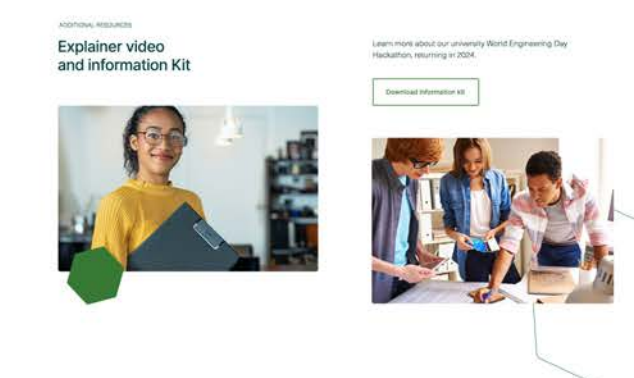 ADDITIONAL RESOURCES
Explainer video
and information Kit
Learn more about our university World Engineering Day
Hackathon, returning in 2024.
Download Information kit